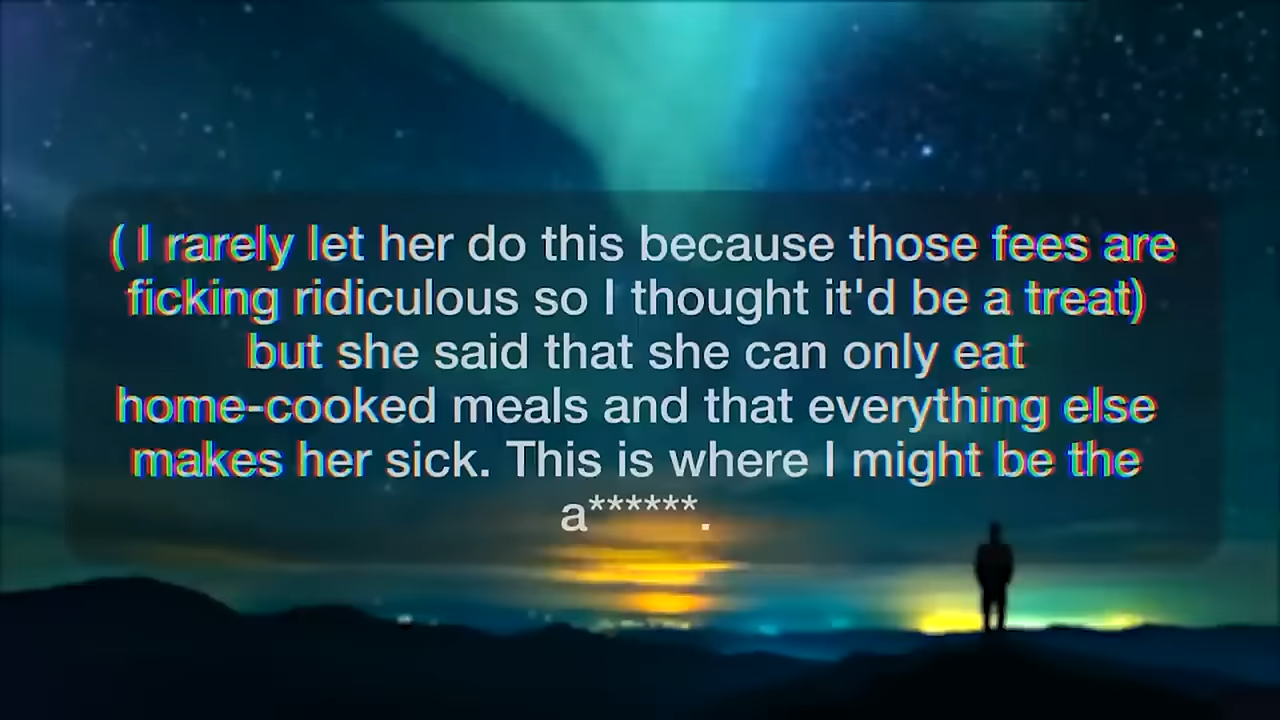 ( I rarely let her do this because those fees are
ficking ridiculous so I thought it'd be a treat)
but she said that she can only eat
home-cooked meals and that everything else
makes her sick. This is where I might be the
a******.